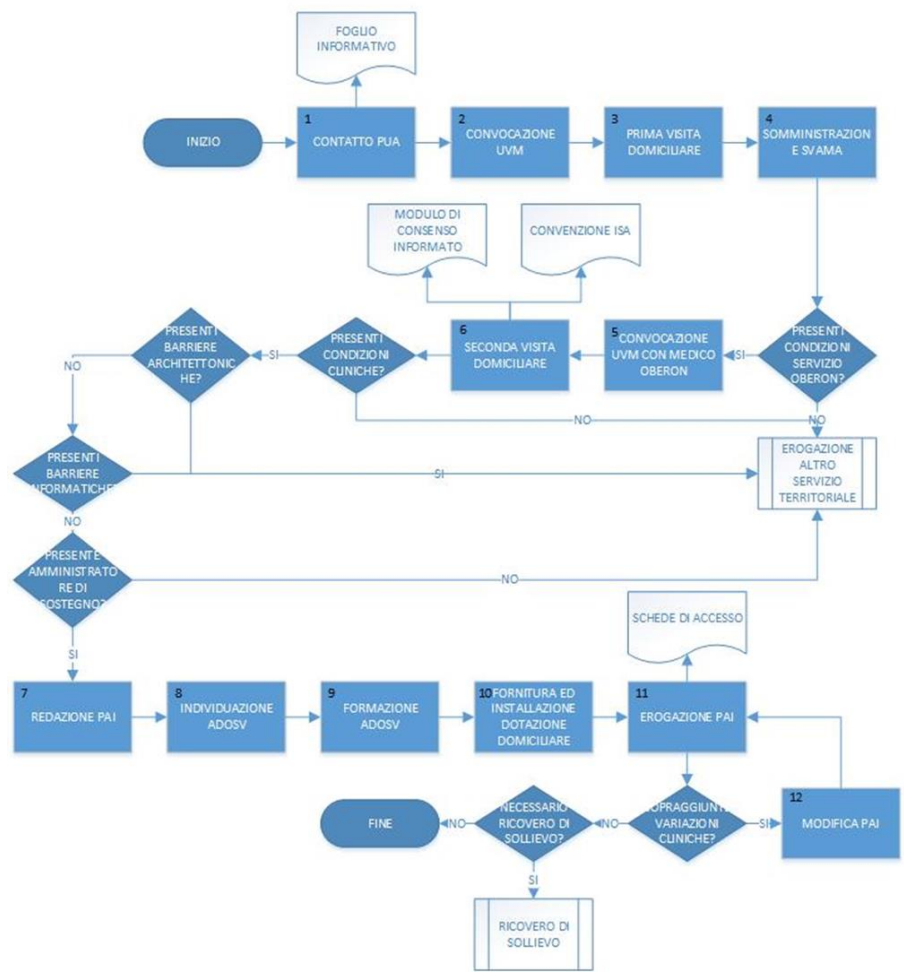 FOGLIO
INFORMATIVO
INIZIO
1
CONTATTO PUA
2
CONVOCAZIONE
UVM
3
PRIMA VISITA
DOMICILIARE
4
SOMMINISTRAZION
E SVAMA
MODULO DI
CONSENSO
INFORMATO
CONVENZIONE ISA
PRESENTI
BARRIERE
ARCHITETTONIC
HE?
SI
PRESENTI
CONDIZIONI
CLINICHE?
6
SECONDA VISITA
DOMICILIARE
5
CONVOCAZIONE
UVM CON MEDICO
OBERON
SI
PRESENTI
CONDIZIONI
SERVIZIO
OBERON?
NO
NO
NO
PRESENTI
BARRIERE
INFORMATICHE?
SI
EROGAZIONE
ALTRO
SERVIZIO
TERRITORIALE
NO
PRESENTE
AMMINISTRATO
RE DI
SOSTEGNO?
NO
SI
SCHEDE DI ACCESSO
7
REDAZIONE PAI
8
INDIVIDUAZIONE
ADOSV
9
FORMAZIONE
ADOSV
10
FORNITURA ED
INSTALLAZIONE
DOTAZIONE
DOMICILIARE
11
EROGAZIONE PAI
FINE
NO
NECESSARIO
RICOVERO DI
SOLLIEVO?
NO
SOPRAGGIUNTE
VARIAZIONI
CLINICHE?
SI
12
MODIFICA PAI
SI
RICOVERO DI
SOLLIEVO